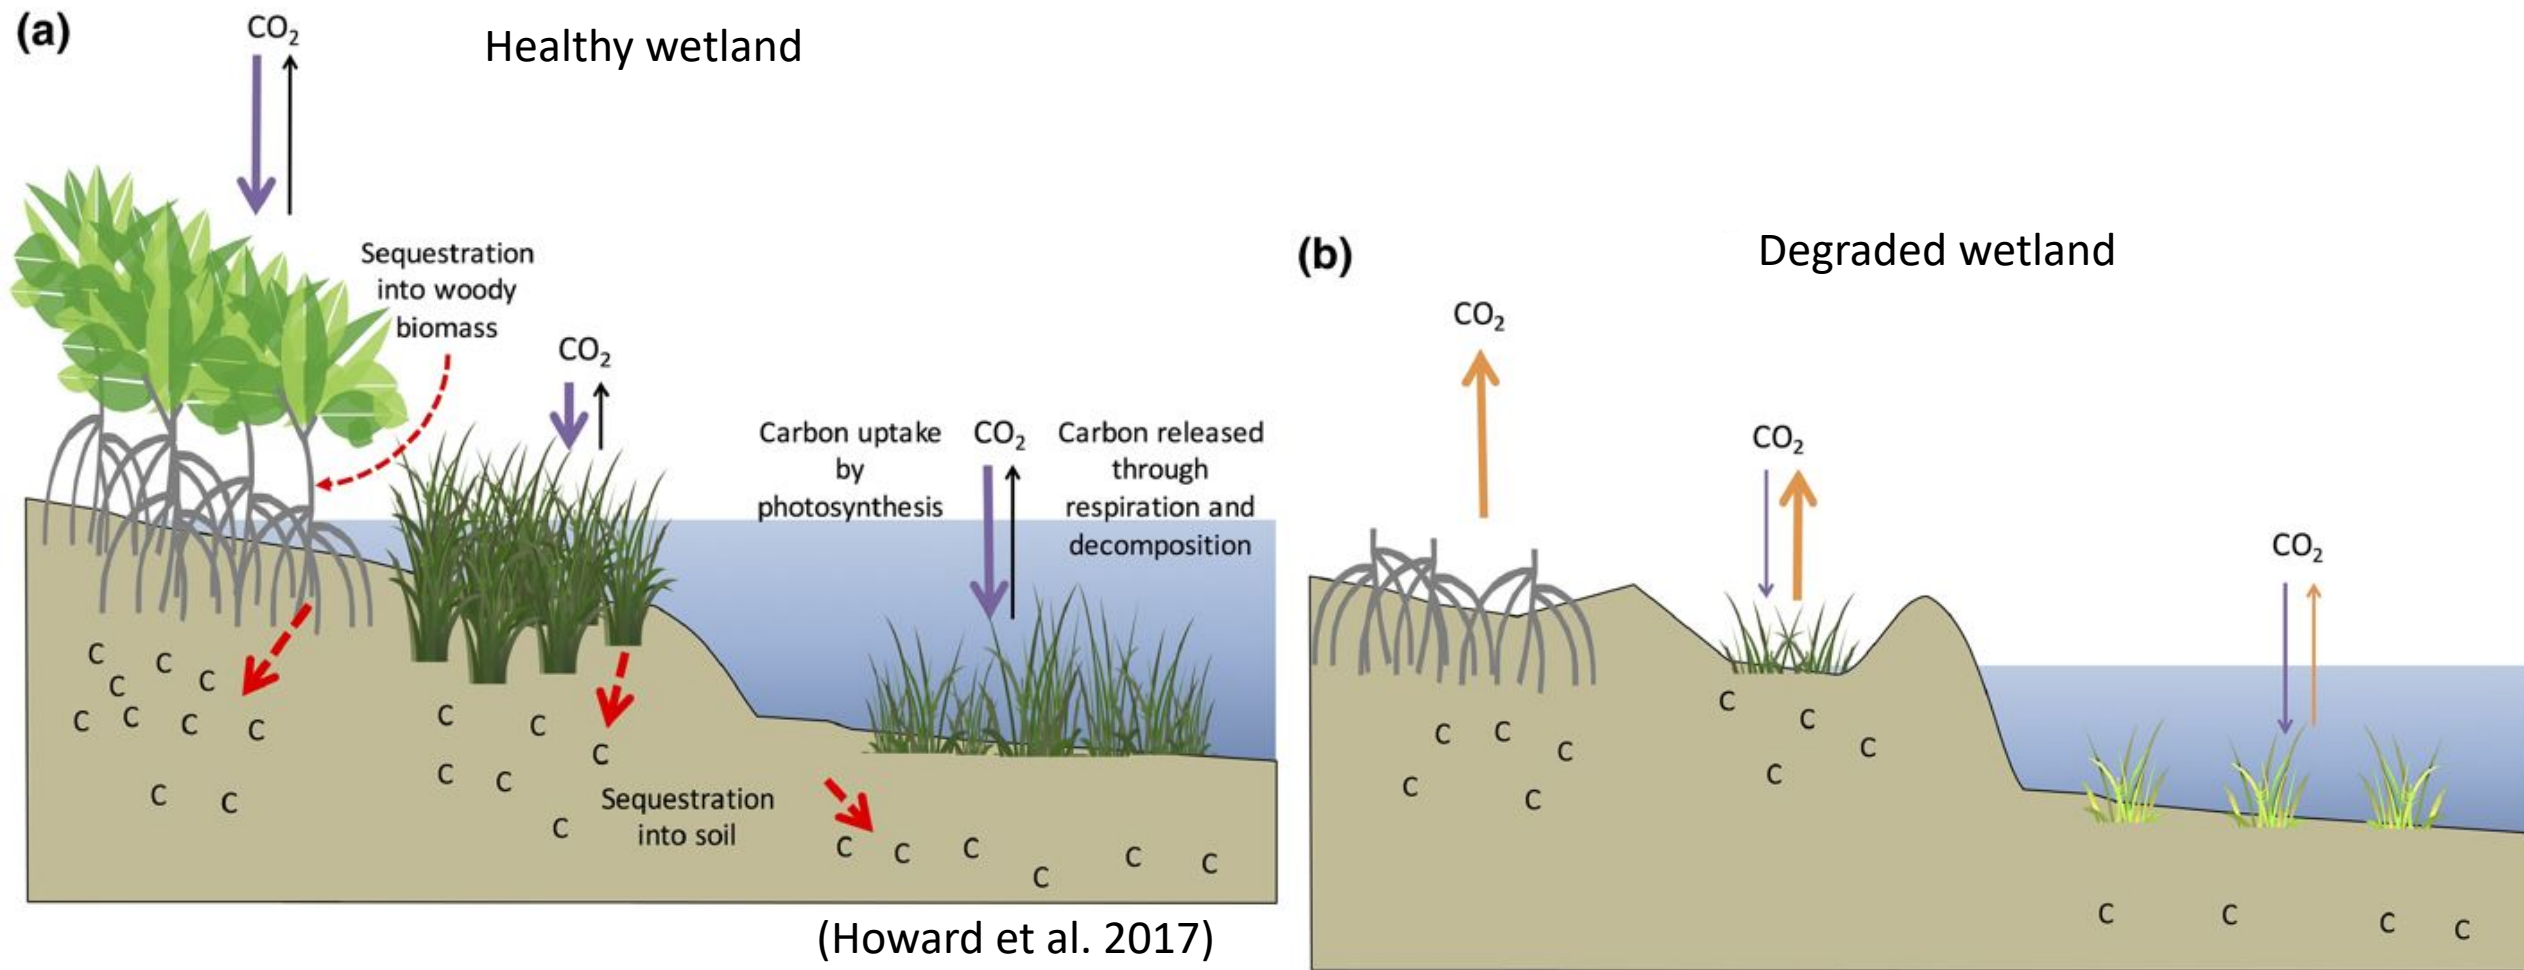 (a)
Healthy wetland
CO₂
Sequestration
into woody
biomass
CO₂
Carbon uptake
by
photosynthesis
CO₂
Carbon released
through
respiration and
decomposition
C C
C C
C C C C
C C
C C
C
C C
C
Sequestration
into soil
C C C C C C
(Howard et al. 2017)
(b)
Degraded wetland
CO₂
CO₂
CO₂
C C C
C C
C C
C
C
C C C C